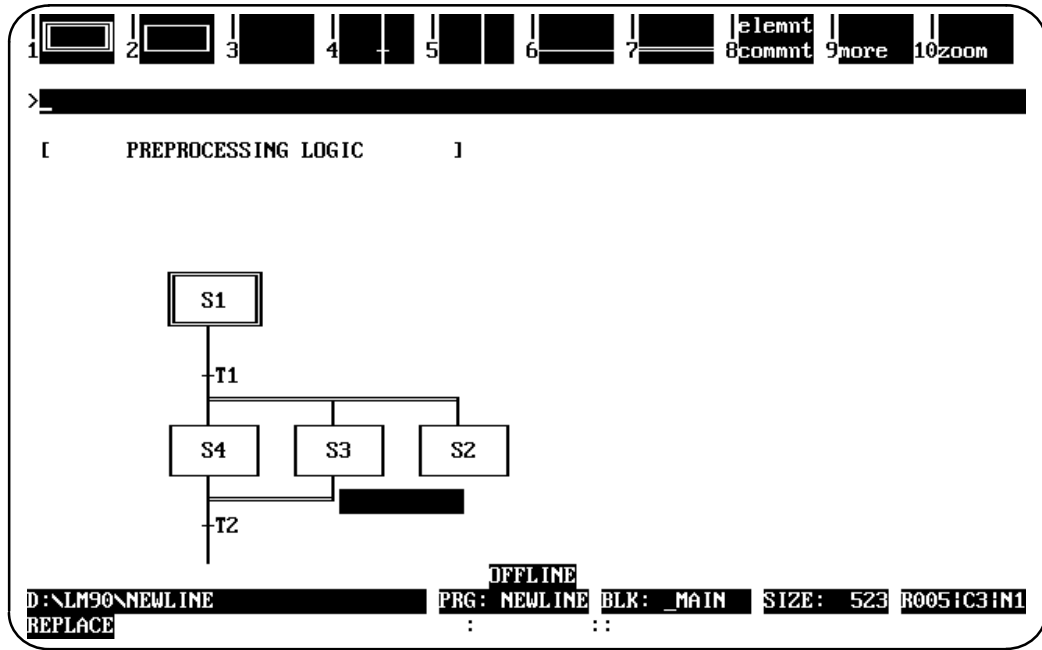 elemnt
1 2 3 4 5 6 7 8commnt 9more 10zoom
>_
[ PREPROCESSING LOGIC ]
S1
T1
S4 S3 S2
T2
OFFLINE
D:\LM90\NEWLINE PRG: NEWLINE BLK: _MAIN SIZE: 523 R005|C3|N1
REPLACE : ::